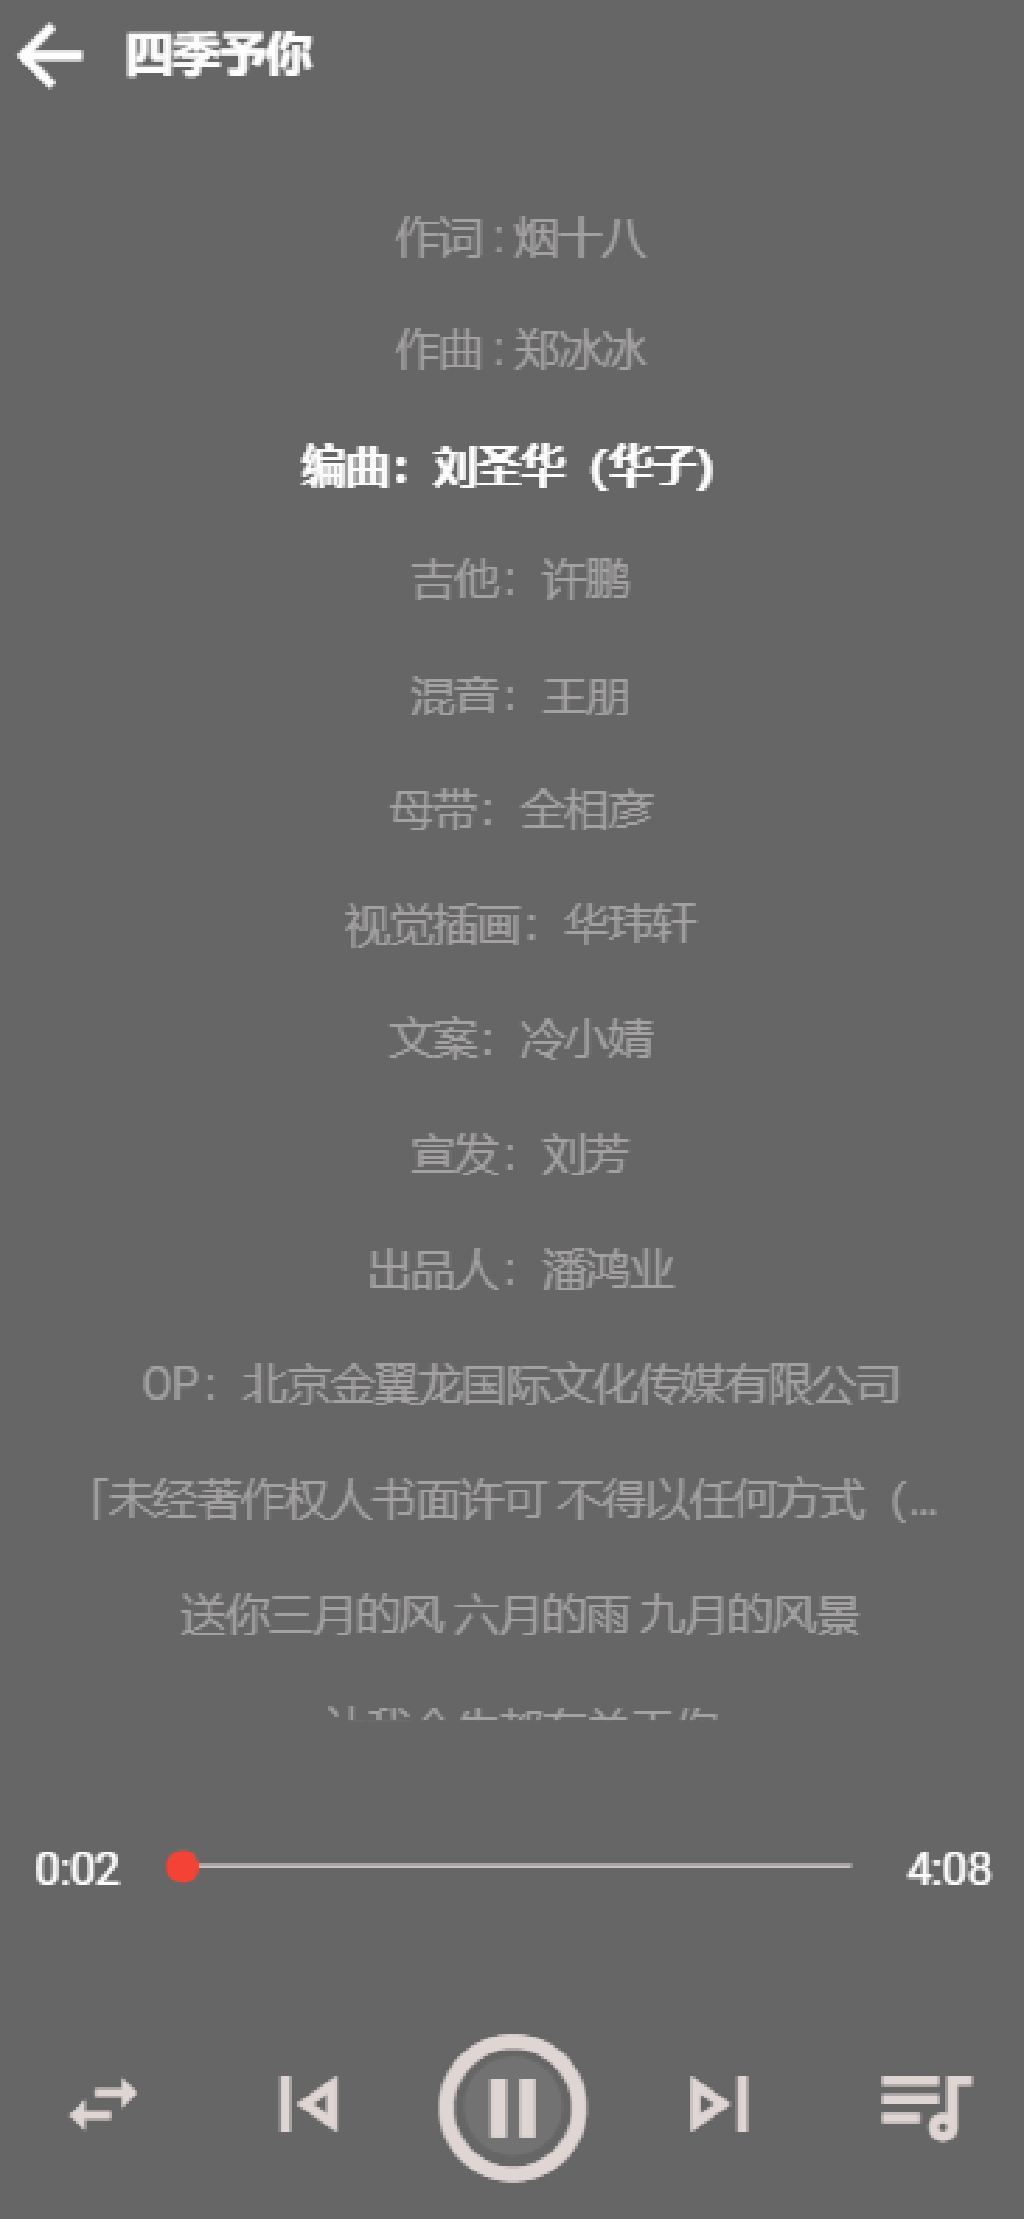 四季予你
作词 : 烟十八
作曲 : 郑冰冰
编曲：刘圣华（华子）
吉他：许鹏
混音：王朋
母带：全相彦
视觉插画：华玮轩
文案：冷小婧
宣发：刘芳
出品人：潘鸿业
OP：北京金翼龙国际文化传媒有限公司
「未经著作权人书面许可 不得以任何方式（...
送你三月的风 六月的雨 九月的风景
0:02
4:08